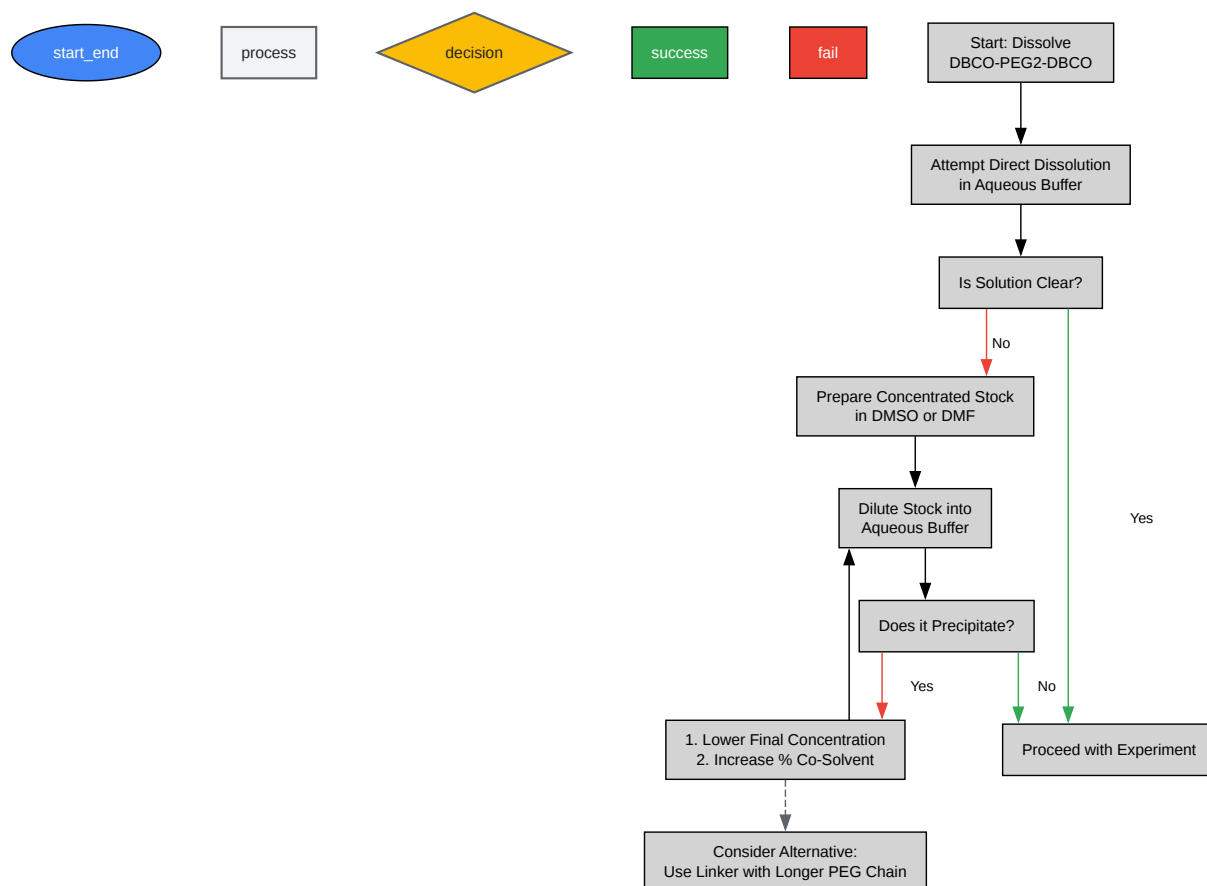 start_end
process
decision
success
fail
Start: Dissolve
DBCO-PEG2-DBCO
Attempt Direct Dissolution
in Aqueous Buffer
Is Solution Clear?
No
Prepare Concentrated Stock
in DMSO or DMF
Dilute Stock into
Aqueous Buffer
Yes
Does it Precipitate?
Yes
No
1. Lower Final Concentration
2. Increase % Co-Solvent
Proceed with Experiment
Consider Alternative:
Use Linker with Longer PEG Chain